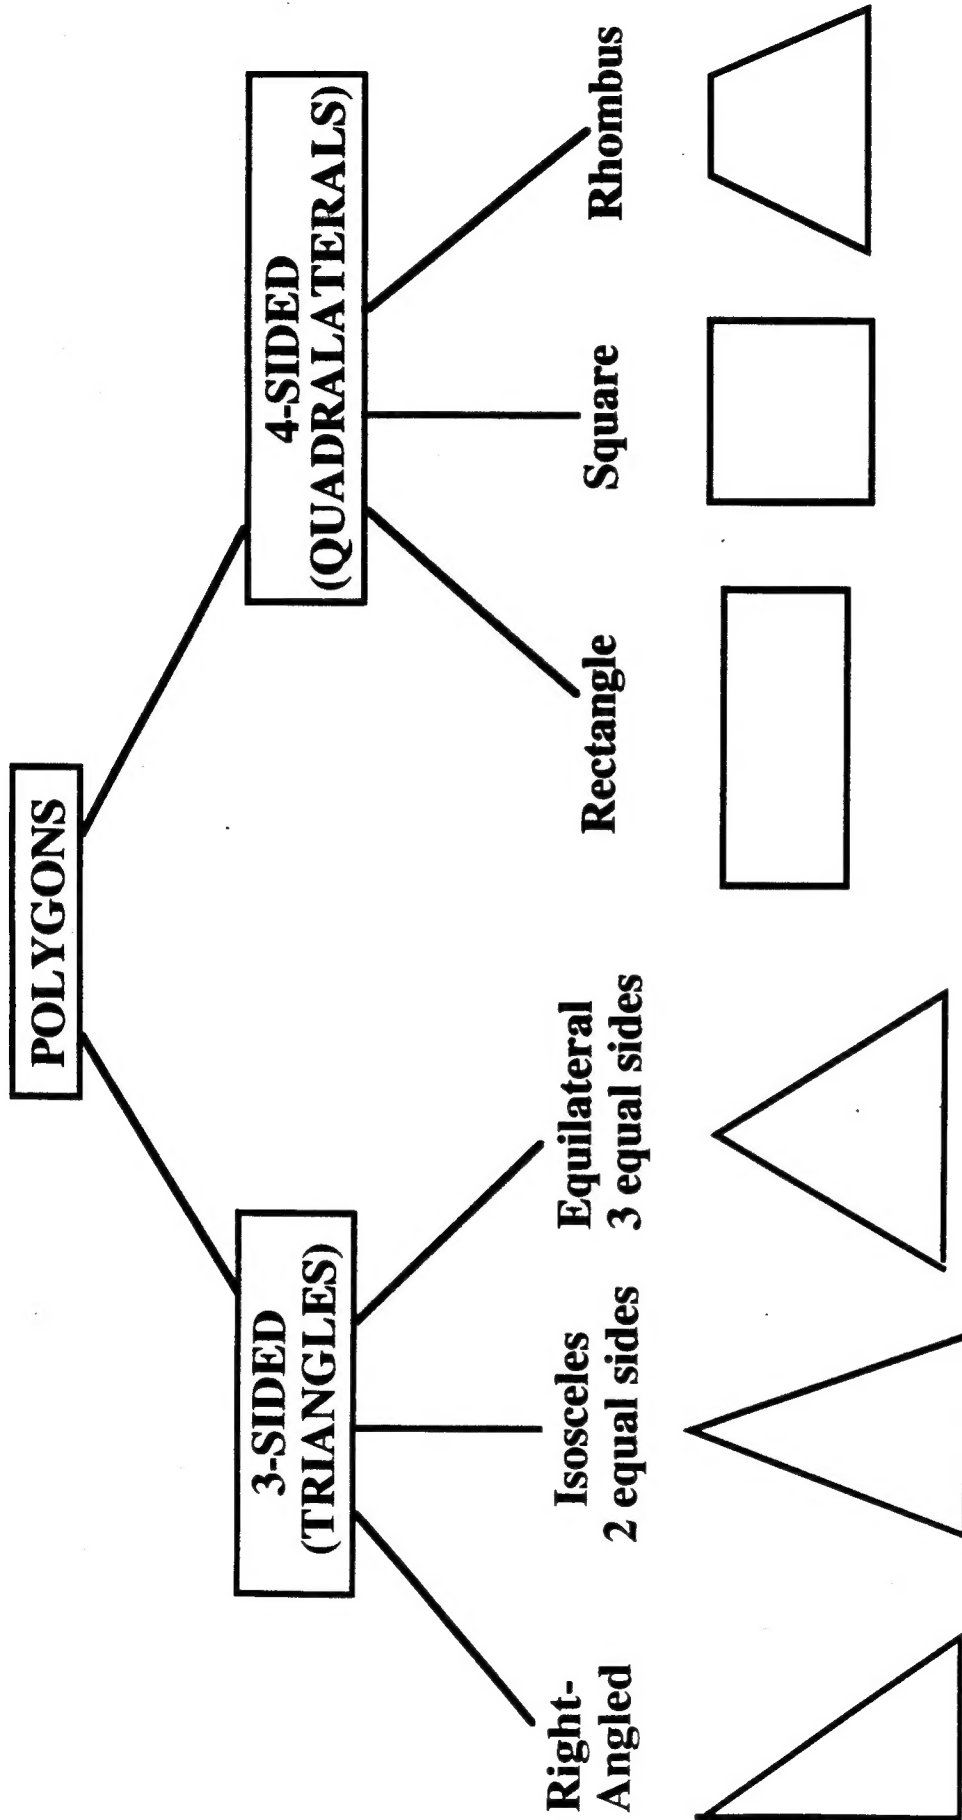 POLYGONS
3-SIDED
(TRIANGLES)
4-SIDED
(QUADRALATERALS)
Right-
Angled
Isosceles
2 equal sides
Equilateral
3 equal sides
Rectangle
Square
Rhombus